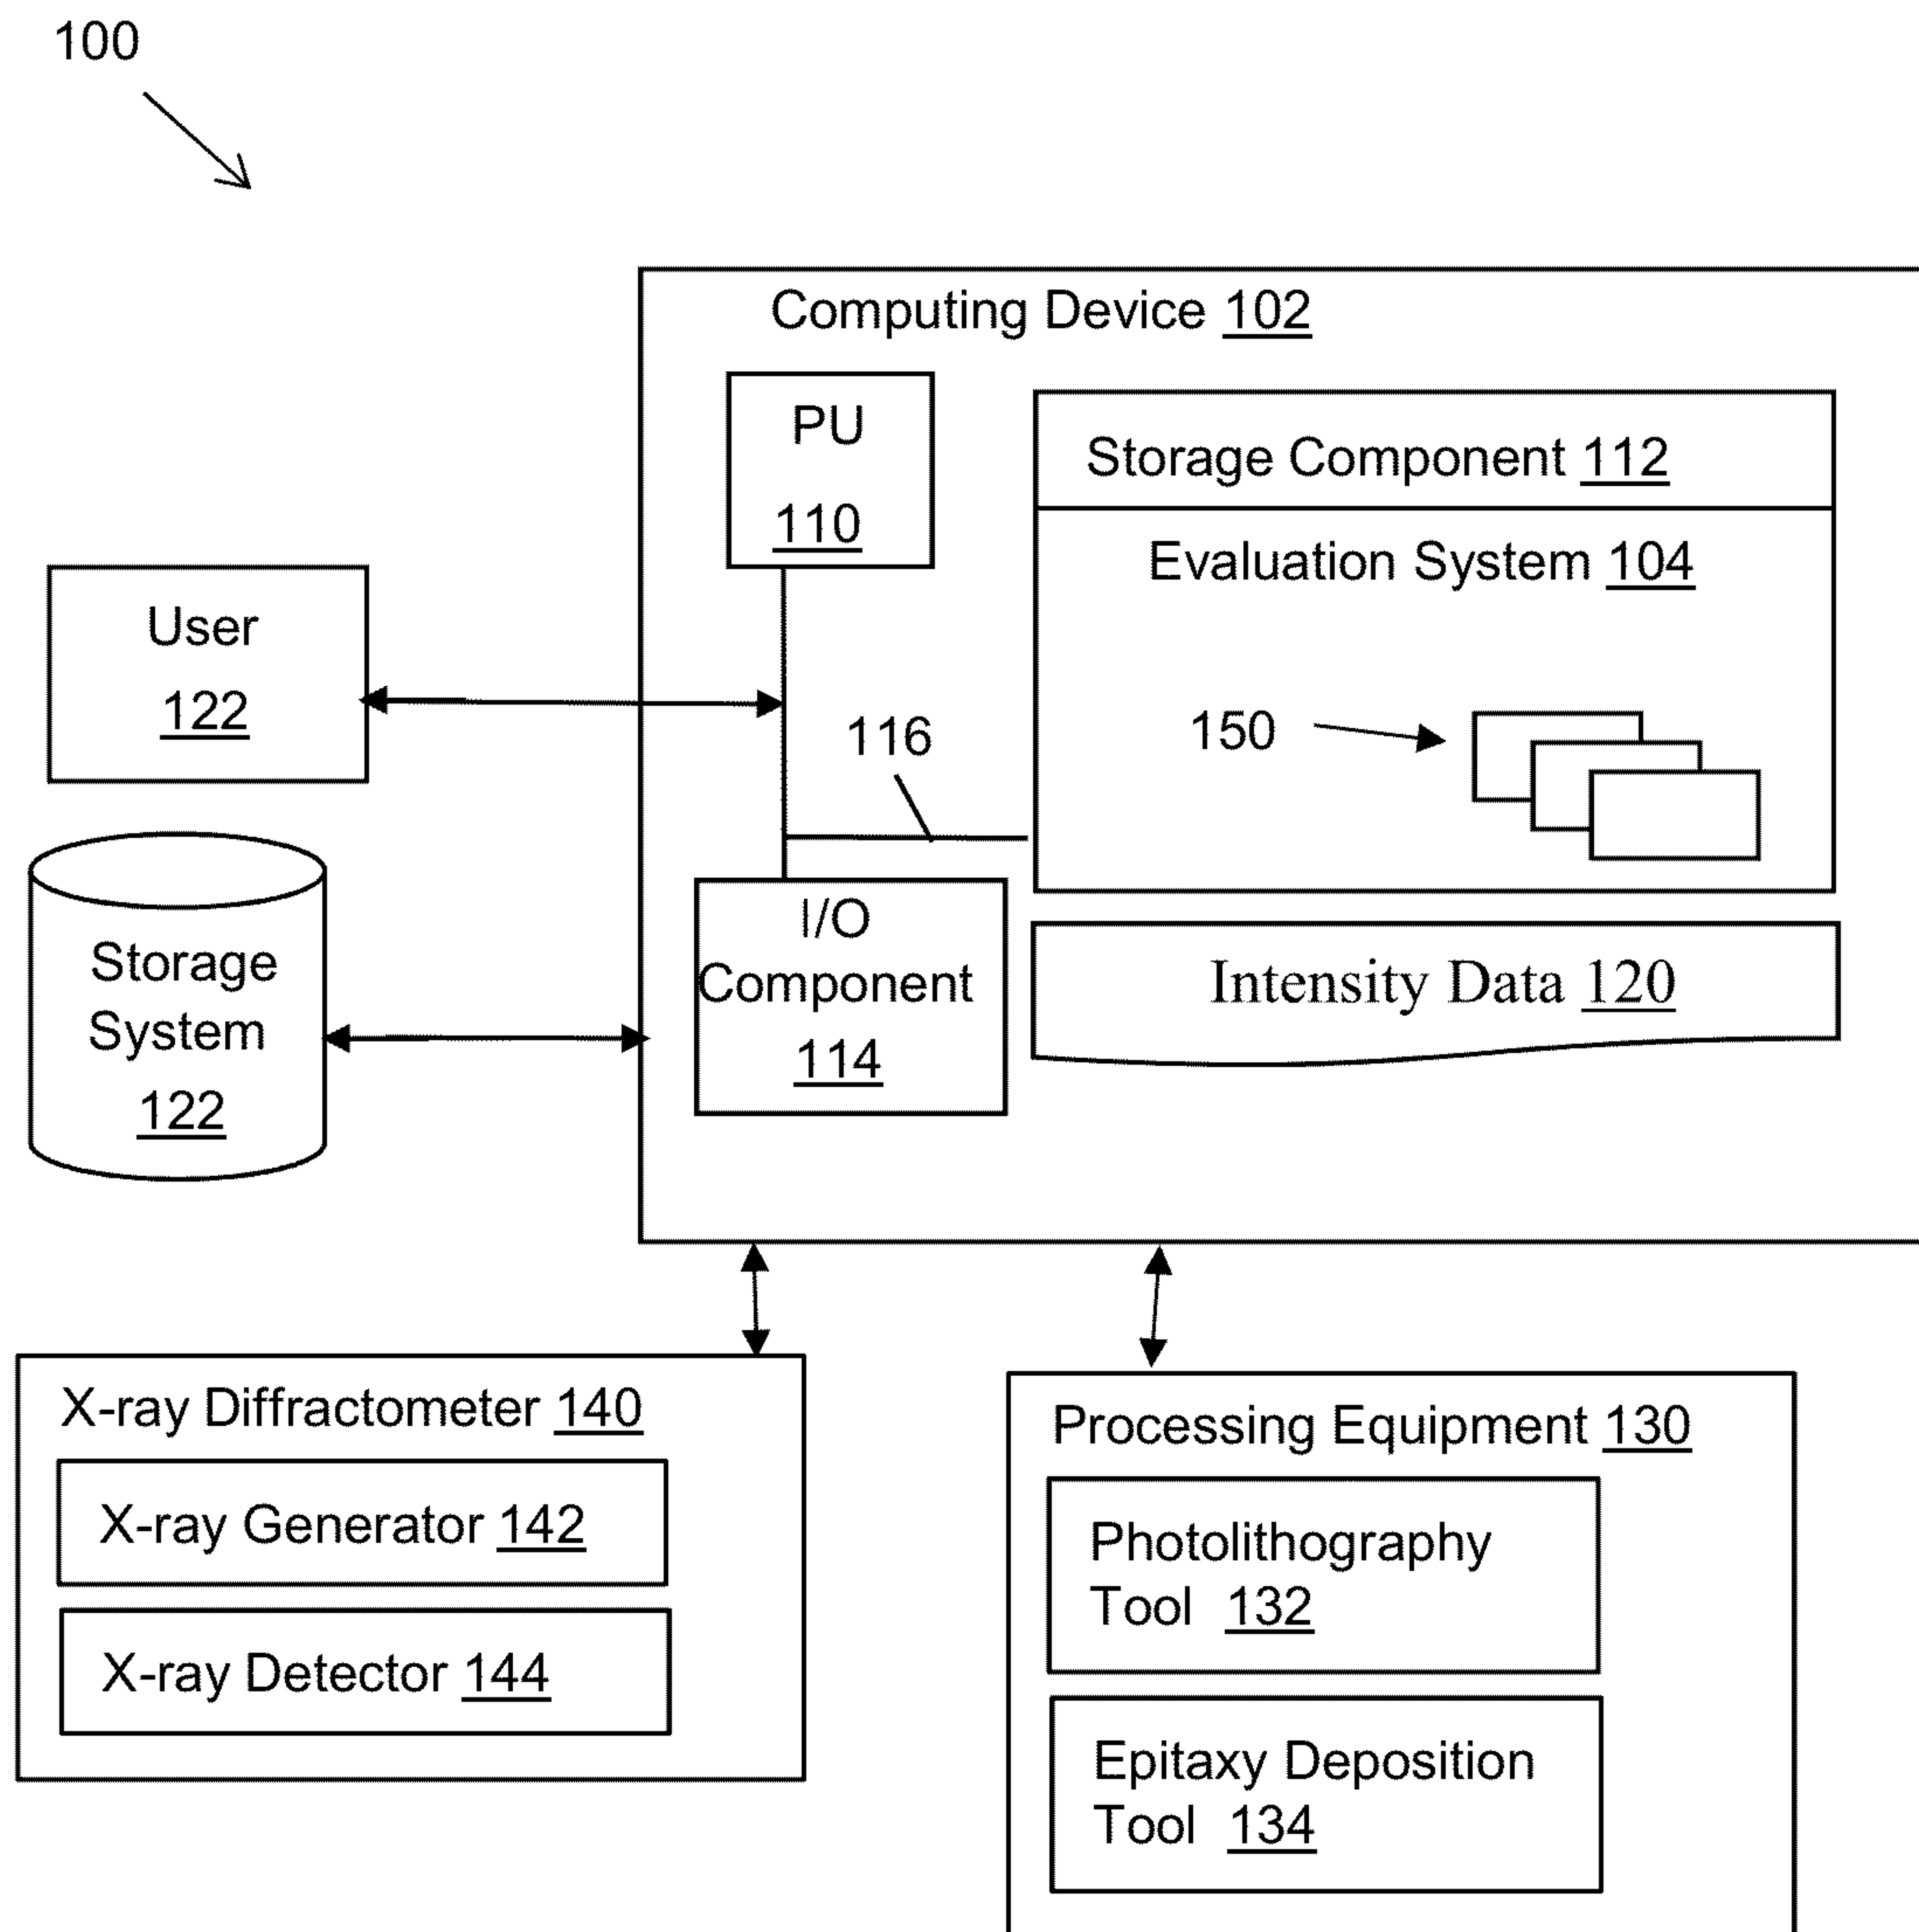 100
Computing Device 102
PU
110
Storage Component 112
Evaluation System 104
150
116
User
122
I/O
Component
114
Intensity Data 120
Storage
System
122
X-ray Diffractometer 140
X-ray Generator 142
X-ray Detector 144
Processing Equipment 130
Photolithography
Tool 132
Epitaxy Deposition
Tool 134